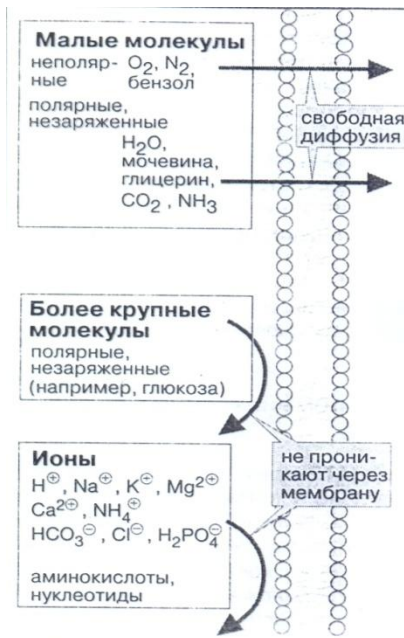 Малые молекулы
неполяр-
ные
O₂, N₂,
бензол
полярные,
незаряженные
H₂O,
мочевина,
глицерин,
CO₂ , NH₃
свободная
диффузия
Более крупные
молекулы
полярные,
незаряженные
(например, глюкоза)
Ионы
H⊕, Na⊕, K⊕, Mg2⊕
Ca2⊕, NH₄⊕
HCO₃⊖, Cl⊖, H₂PO₄⊖
аминокислоты,
нуклеотиды
не прони-
кают через
мембрану